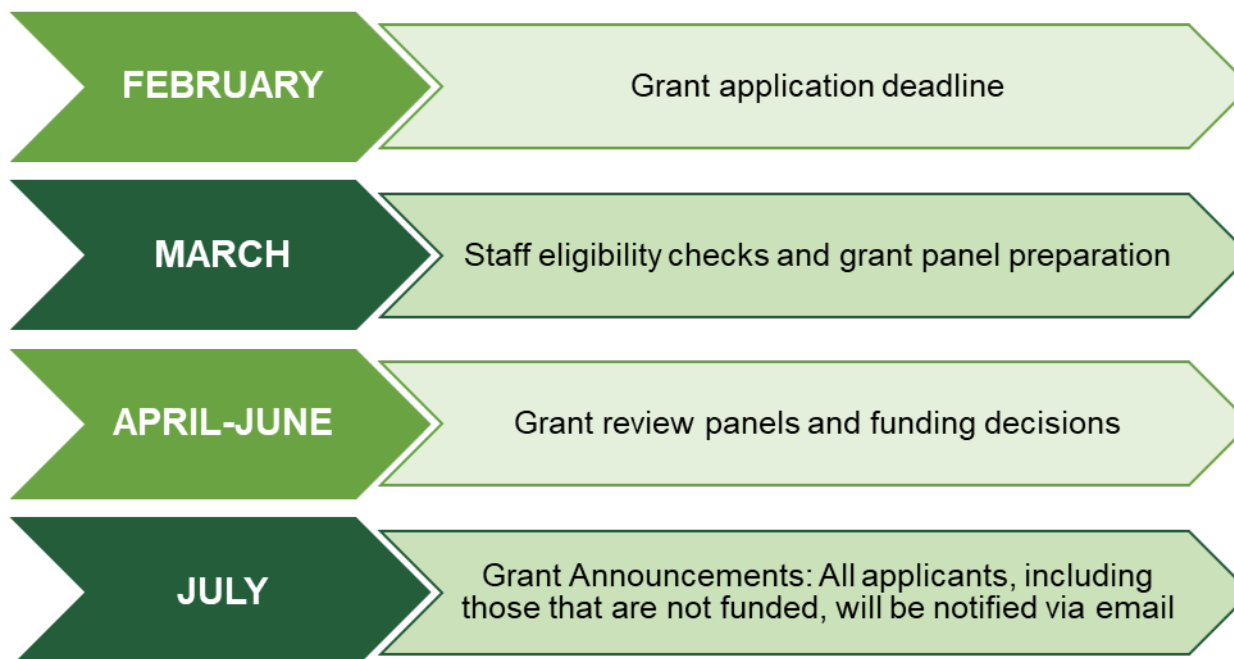 FEBRUARY
Grant application deadline
MARCH
Staff eligibility checks and grant panel preparation
APRIL-JUNE
Grant review panels and funding decisions
JULY
Grant Announcements: All applicants, including
those that are not funded, will be notified via email